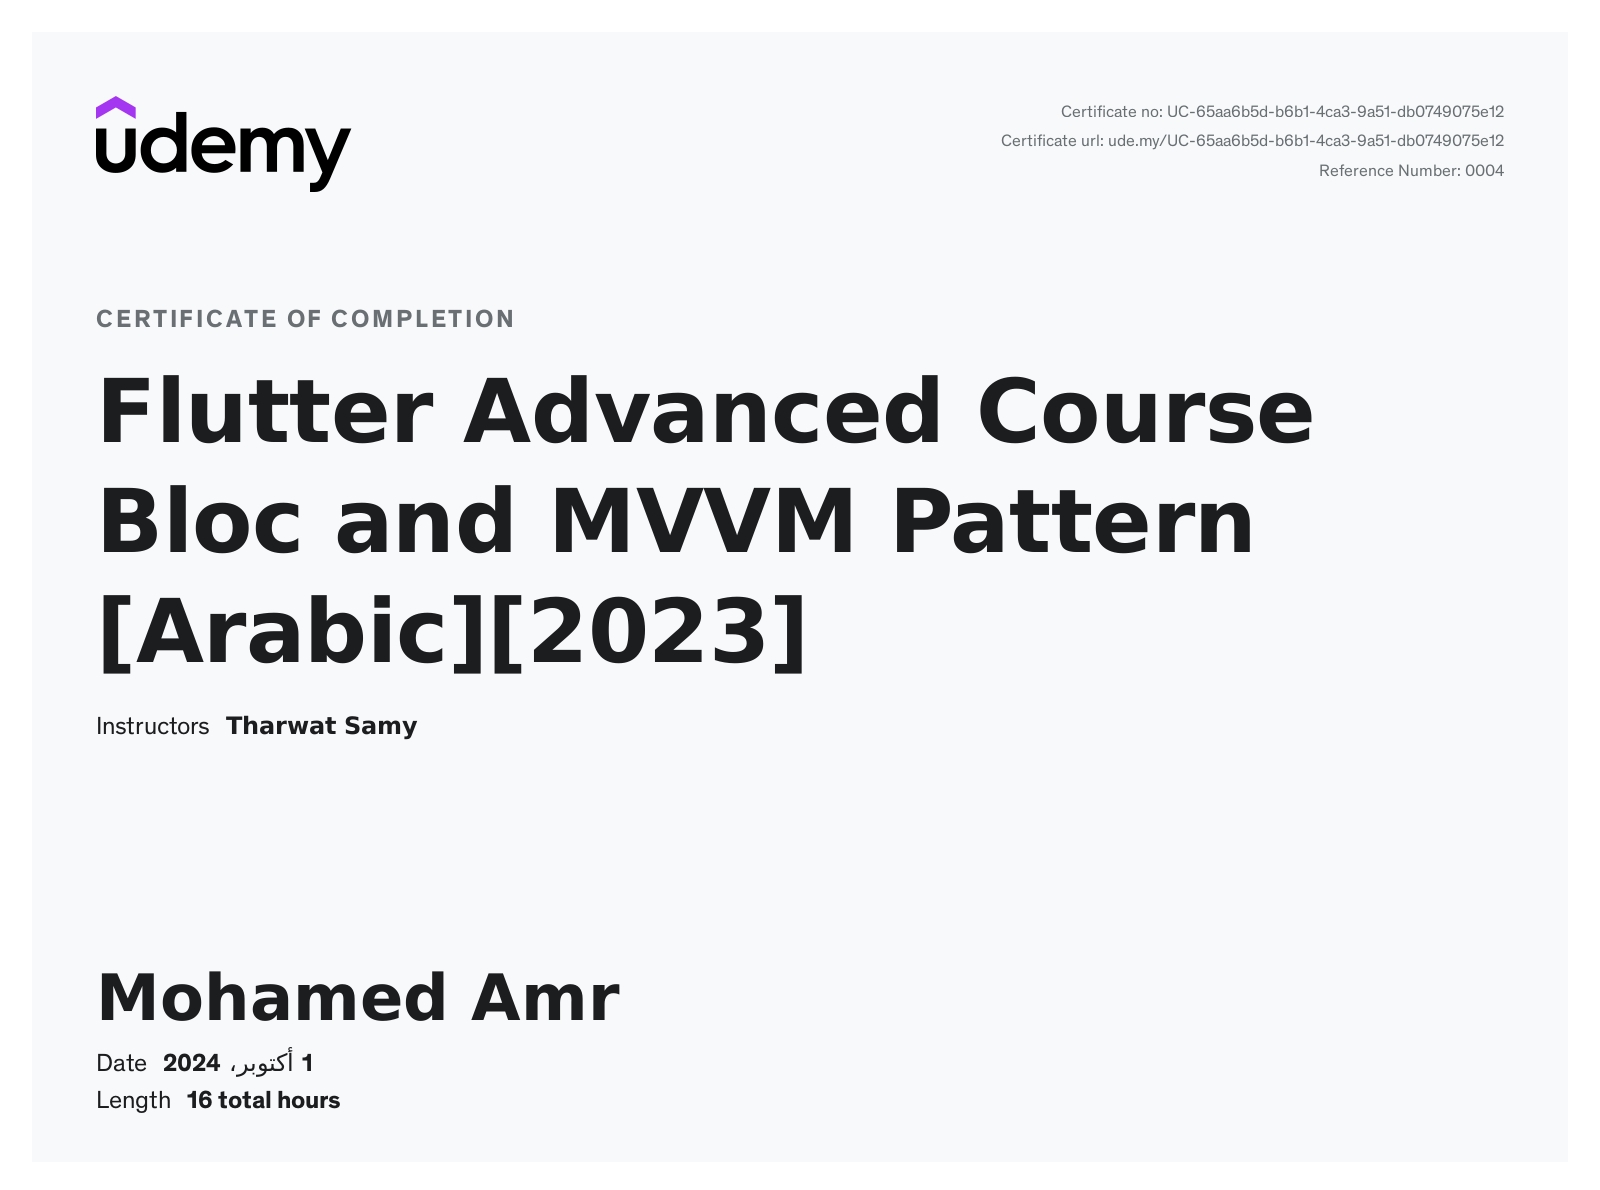 udemy
Certificate no: UC-65aa6b5d-b6b1-4ca3-9a51-db0749075e12
Certificate url: ude.my/UC-65aa6b5d-b6b1-4ca3-9a51-db0749075e12
Reference Number: 0004
CERTIFICATE OF COMPLETION
Flutter Advanced Course
Bloc and MVVM Pattern
[Arabic][2023]
Instructors Tharwat Samy
Mohamed Amr
Date 1 أكتوبر، 2024
Length 16 total hours